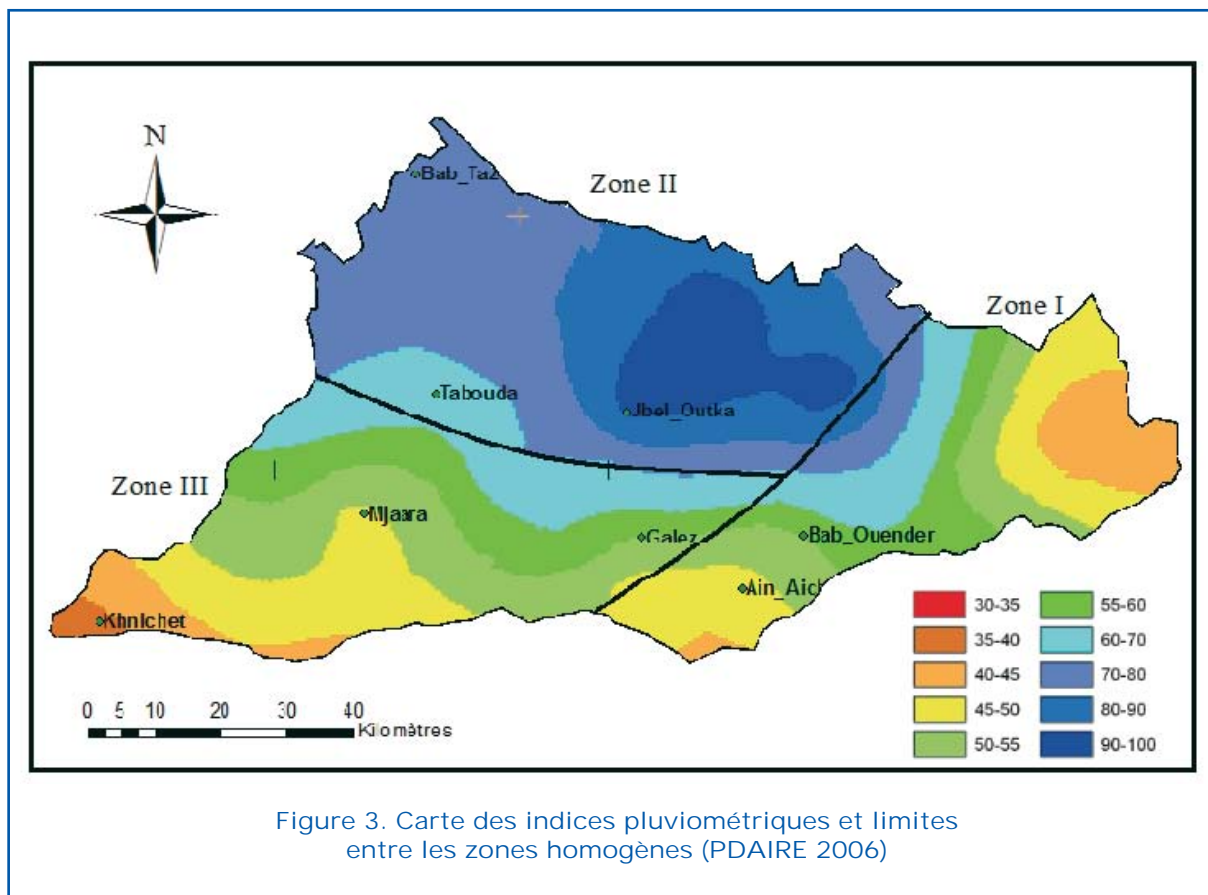 N
Bab_Taz
Zone II
Zone I
Tabouda
Jbel_Outka
Zone III
Mjaara
Galez
Bab_Ouender
Ain_Aich
Khnichet
30-35
35-40
40-45
45-50
50-55
55-60
60-70
70-80
80-90
90-100
0 5 10 20 30 40
Kilomètres
Figure 3. Carte des indices pluviométriques et limites
entre les zones homogènes (PDAIRE 2006)